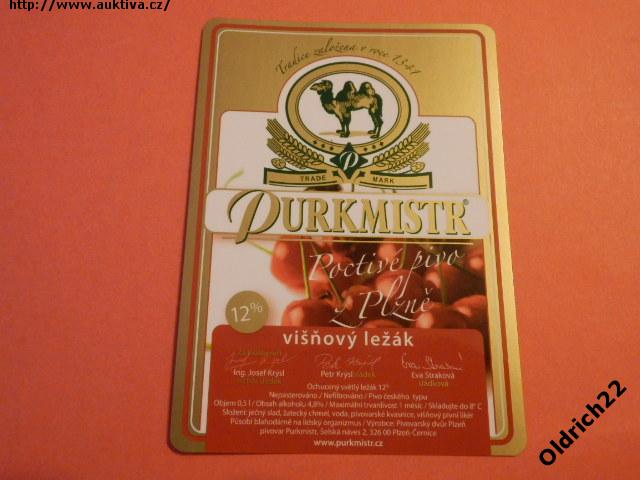 http://www.auktiva.cz/
Tradice založena v roce 1341
P
TRADE MARK
PURKMISTR®
Poctivé pivo
z Plzně
12%
višňový ležák
Ing. Josef Krýsl Petr Krýsl Eva Straková
sládek sládková
Ochucený světlý ležák 12°
Nepasterováno / Nefiltrováno / Pivo českého typu
Objem 0,5 l / Obsah alkoholu 4,8% / Maximální trvanlivost 1 měsíc / Skladujte do 8° C
Složení: ječný slad, žatecký chmel, voda, pivovarské kvasnice, višňový pivní likér
Působí blahodárně na lidský organizmus / Výrobce: Pivovarský dvůr Plzeň
pivovar Purkmistr, Selská náves 2, 326 00 Plzeň-Černice
www.purkmistr.cz
Oldrich22